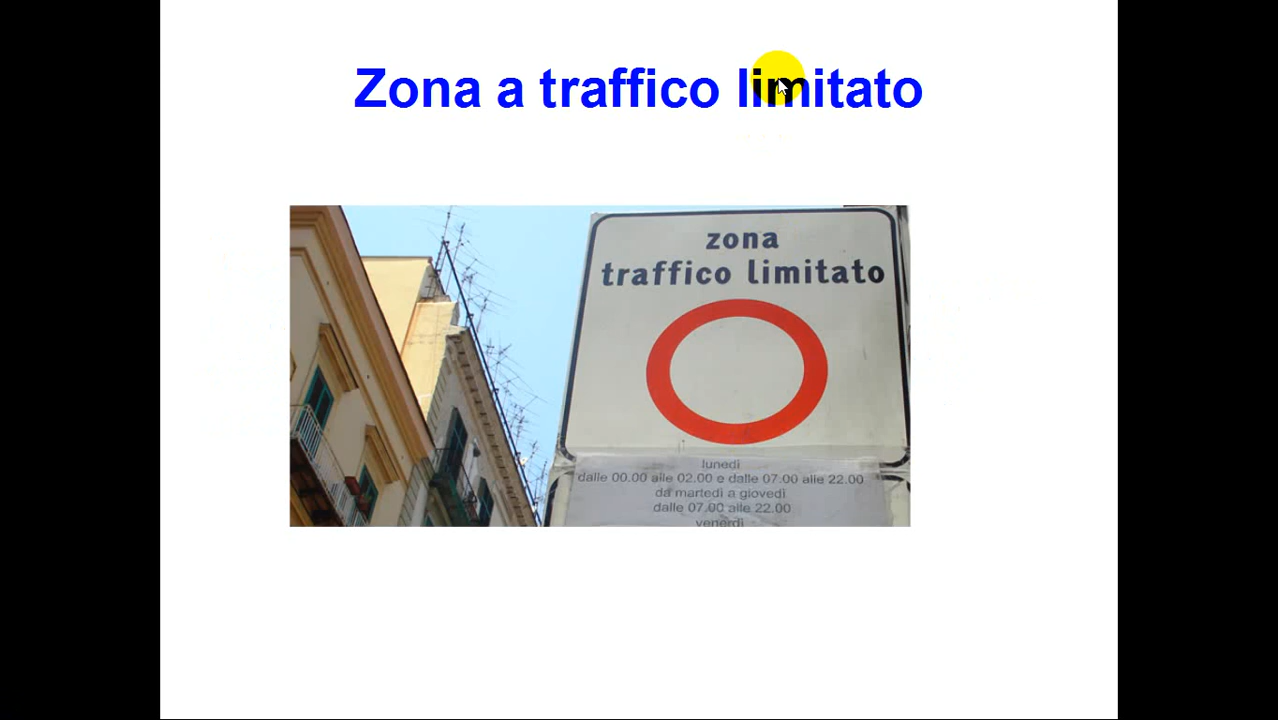 Zona a traffico limitato
zona
traffico limitato
lunedì
dalle 00.00 alle 02.00 e dalle 07.00 alle 22.00
da martedì a giovedì
dalle 07.00 alle 22.00
venerdì